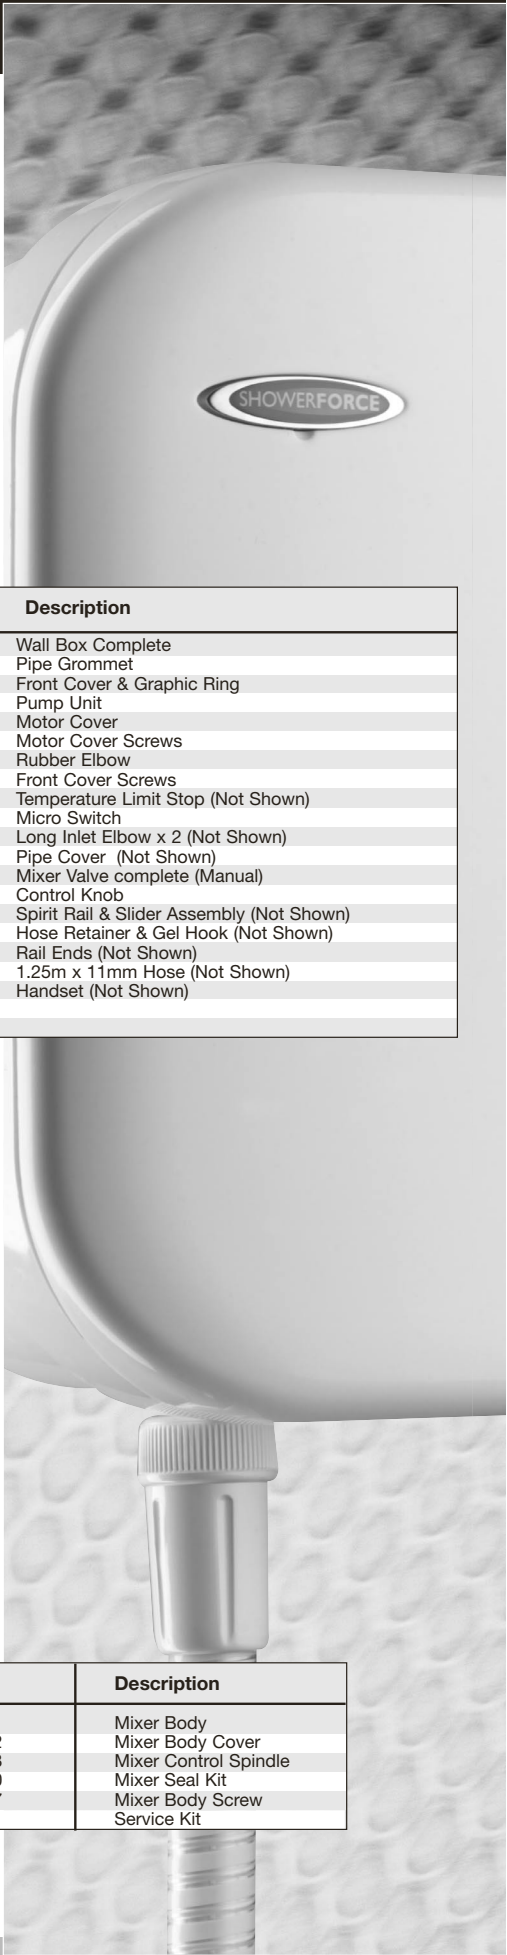 SHOWERFORCE
Description
Wall Box Complete
Pipe Grommet
Front Cover & Graphic Ring
Pump Unit
Motor Cover
Motor Cover Screws
Rubber Elbow
Front Cover Screws
Temperature Limit Stop (Not Shown)
Micro Switch
Long Inlet Elbow x 2 (Not Shown)
Pipe Cover (Not Shown)
Mixer Valve complete (Manual)
Control Knob
Spirit Rail & Slider Assembly (Not Shown)
Hose Retainer & Gel Hook (Not Shown)
Rail Ends (Not Shown)
1.25m x 11mm Hose (Not Shown)
Handset (Not Shown)
Description
Mixer Body
Mixer Body Cover
Mixer Control Spindle
Mixer Seal Kit
Mixer Body Screw
Service Kit